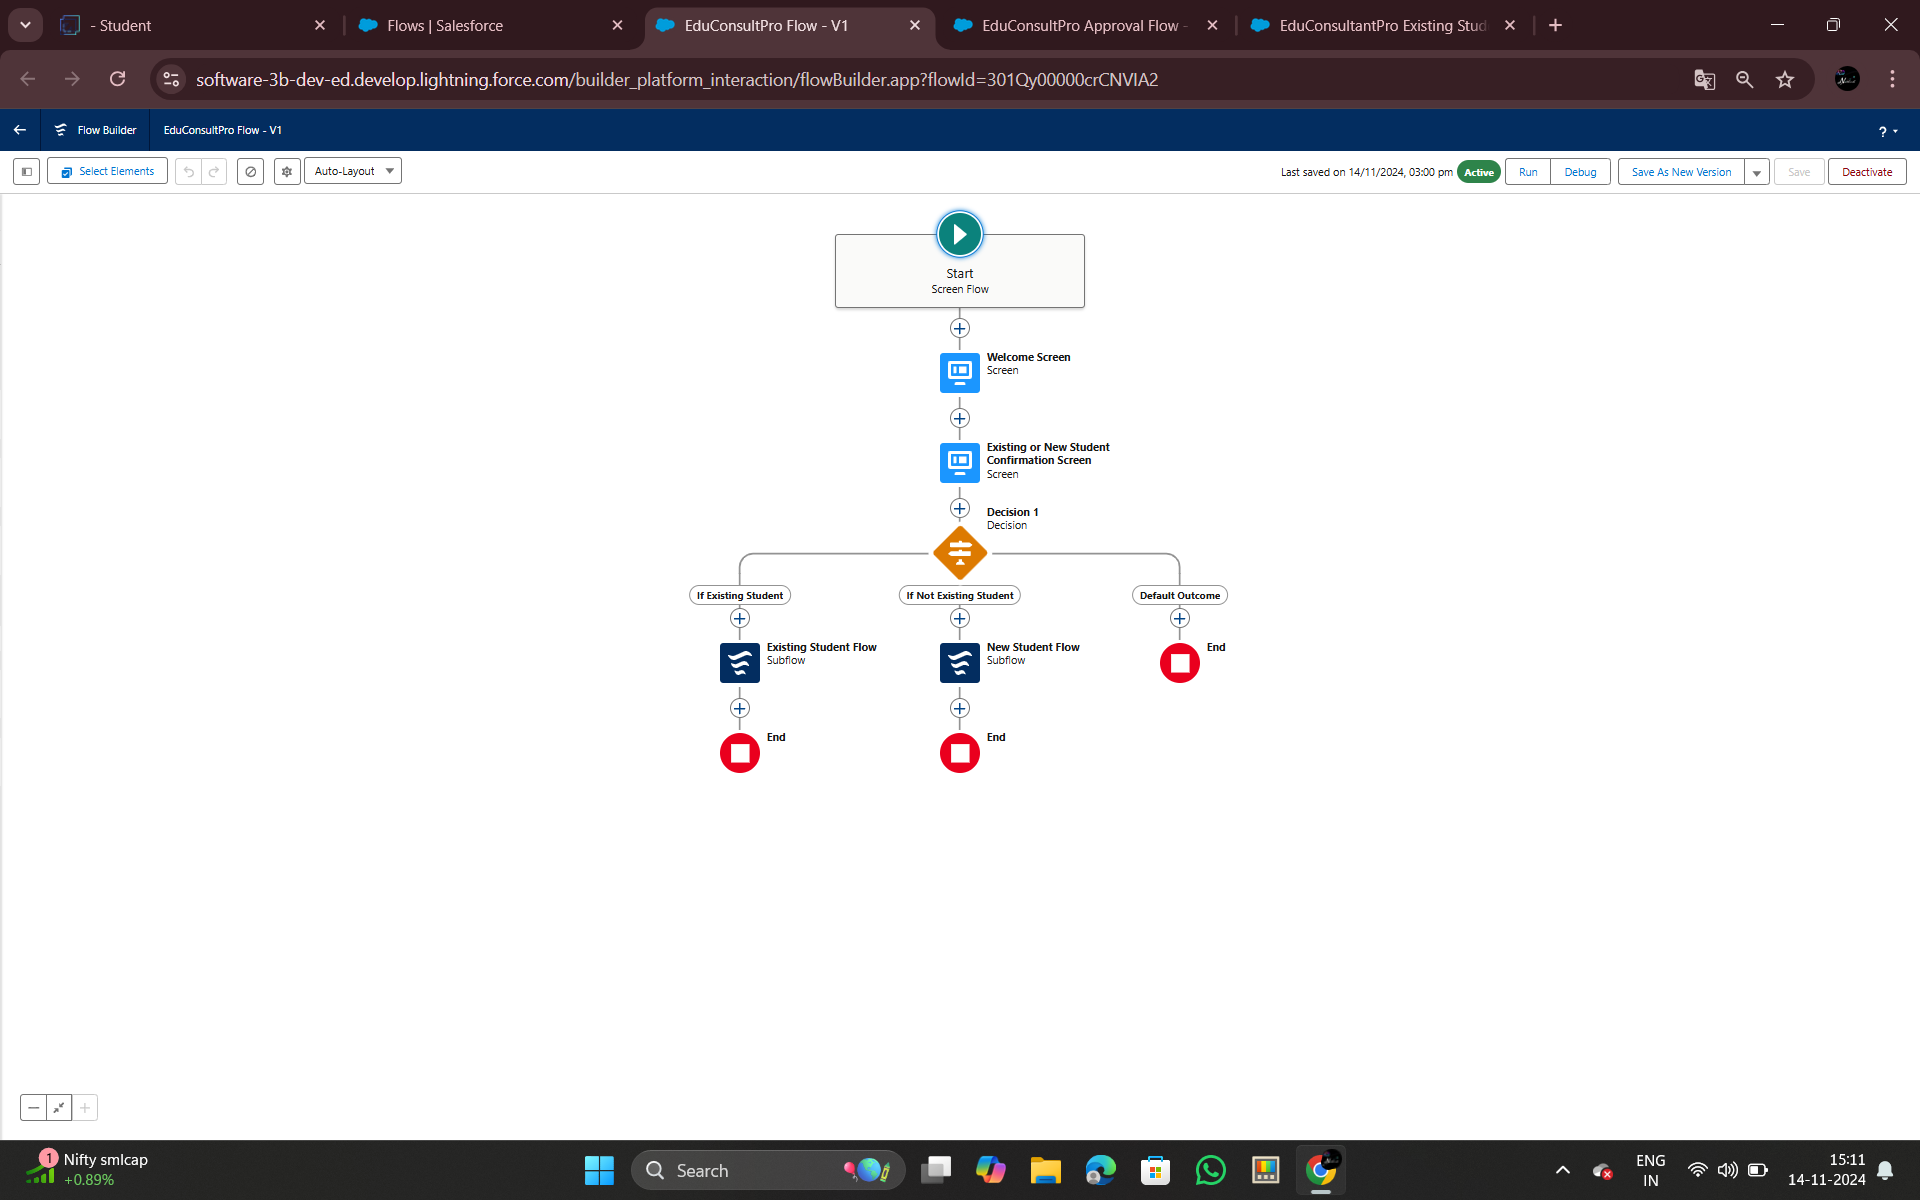 - Student
Flows | Salesforce
EduConsultPro Flow - V1
EduConsultPro Approval Flow -
EduConsultantPro Existing Stud
software-3b-dev-ed.develop.lightning.force.com/builder_platform_interaction/flowBuilder.app?flowId=301Qy00000crCNVIA2
Flow Builder
EduConsultPro Flow - V1
?
Select Elements
Auto-Layout
Last saved on 14/11/2024, 03:00 pm
Active
Run
Debug
Save As New Version
Save
Deactivate
Start
Screen Flow
Welcome Screen
Screen
Existing or New Student
Confirmation Screen
Screen
Decision 1
Decision
If Existing Student
If Not Existing Student
Default Outcome
Existing Student Flow
Subflow
New Student Flow
Subflow
End
End
End
1
Nifty smlcap
+0.89%
Search
ENG
IN
15:11
14-11-2024